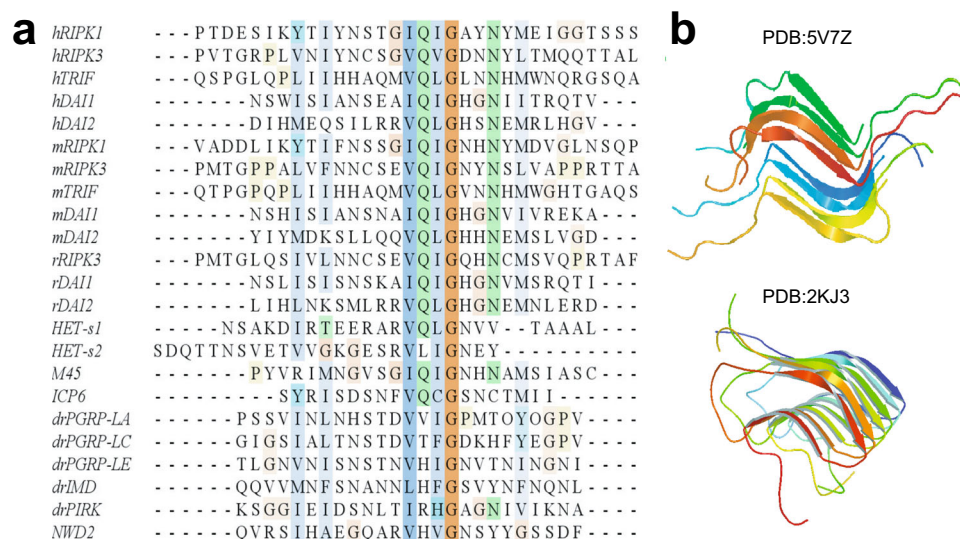 a
hRIPK1 - - - PTDESIKYTIYNSTGIQIGAYNYMEIGGTSSS
hRIPK3 - - - PVTGRPLVNIYNCSGVQVGDNNYLTMQQTTAL
hTRIF - - - QSPGLQPLIIHHAQMVQLGLNNHMWNQRGSQA
hDAI1 - - - - - - - NSWISIANSEAIQIGHGNIITRQTV - - -
hDAI2 - - - - - - - DIHMEQSILRRVQLGHSNEMRLHGV - - -
mRIPK1 - - - VADDLIKYTIFNSSGIQIGNHNYMDVGLNSQP
mRIPK3 - - - PMTGPPALVFNNCSEVQIGNYNSLVAPPRTTA
mTRIF - - - QTPGPQPLIIHHAQMVQLGVNNHMWGHTGAQS
mDAI1 - - - - - - - NSHISIANSNAIQIGHGNVIVREKA - - -
mDAI2 - - - - - - - YIYMDKSLLQQVQLGHHNEMSLVGD - - -
rRIPK3 - - - PMTGLQSIVLNNCSEVQIGQHNCMSVQPRTAF
rDAI1 - - - - - - - NSLISISNSKAIQIGHGNVMSRQTI - - -
rDAI2 - - - - - - - LIHINKSMLRRVQLGHGNEMNLERD - - -
HET-s1 - - - - - NSAKDIRTEERARVQLGNVV - - TAAAL - -
HET-s2 SDQTTNSVETVVGKGESRVLIGNEY - - - - - - - - -
M45 - - - - - - - PYVRIMNGVSGIQIGNHNAMSIASC - - -
ICP6 - - - - - - - - - SYRISDSNFVQCGSNCTMII - - - -
drPGRP-LA - - - - - - PSSVINLNHSTDVVIGPMTQYQGPV - - - -
drPGRP-LC - - - - - - GIGSIALTNSTDVTFGDKHFYEGPV - - - -
drPGRP-LE - - - - - - TLGNVNISNSTNVHIGNVTNINGNI - - - -
drIMD - - - - - - QQVVMNFSNANNLHFGSVYNFNQNL - - - -
drPIRK - - - - - - KSGGIEIDSNLTIRHGAGNIVIKNA - - - -
NWD2 - - - - - - QVRSIHAEGQARVHVGNSYYGSSDF - - - -
b
PDB:5V7Z
PDB:2KJ3